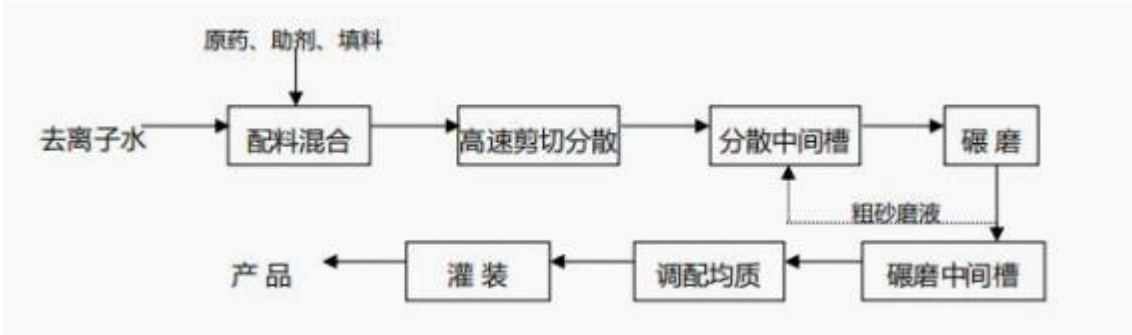 原药、助剂、填料
去离子水
配料混合
高速剪切分散
分散中间槽
碾磨
粗砂磨液
产品
灌装
调配均质
碾磨中间槽